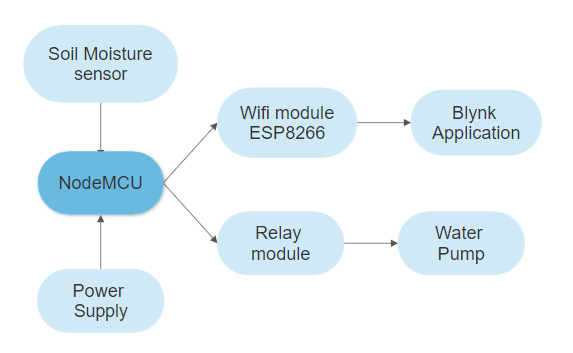 Soil Moisture
sensor
Wifi module
ESP8266
Blynk
Application
NodeMCU
Relay
module
Water
Pump
Power
Supply